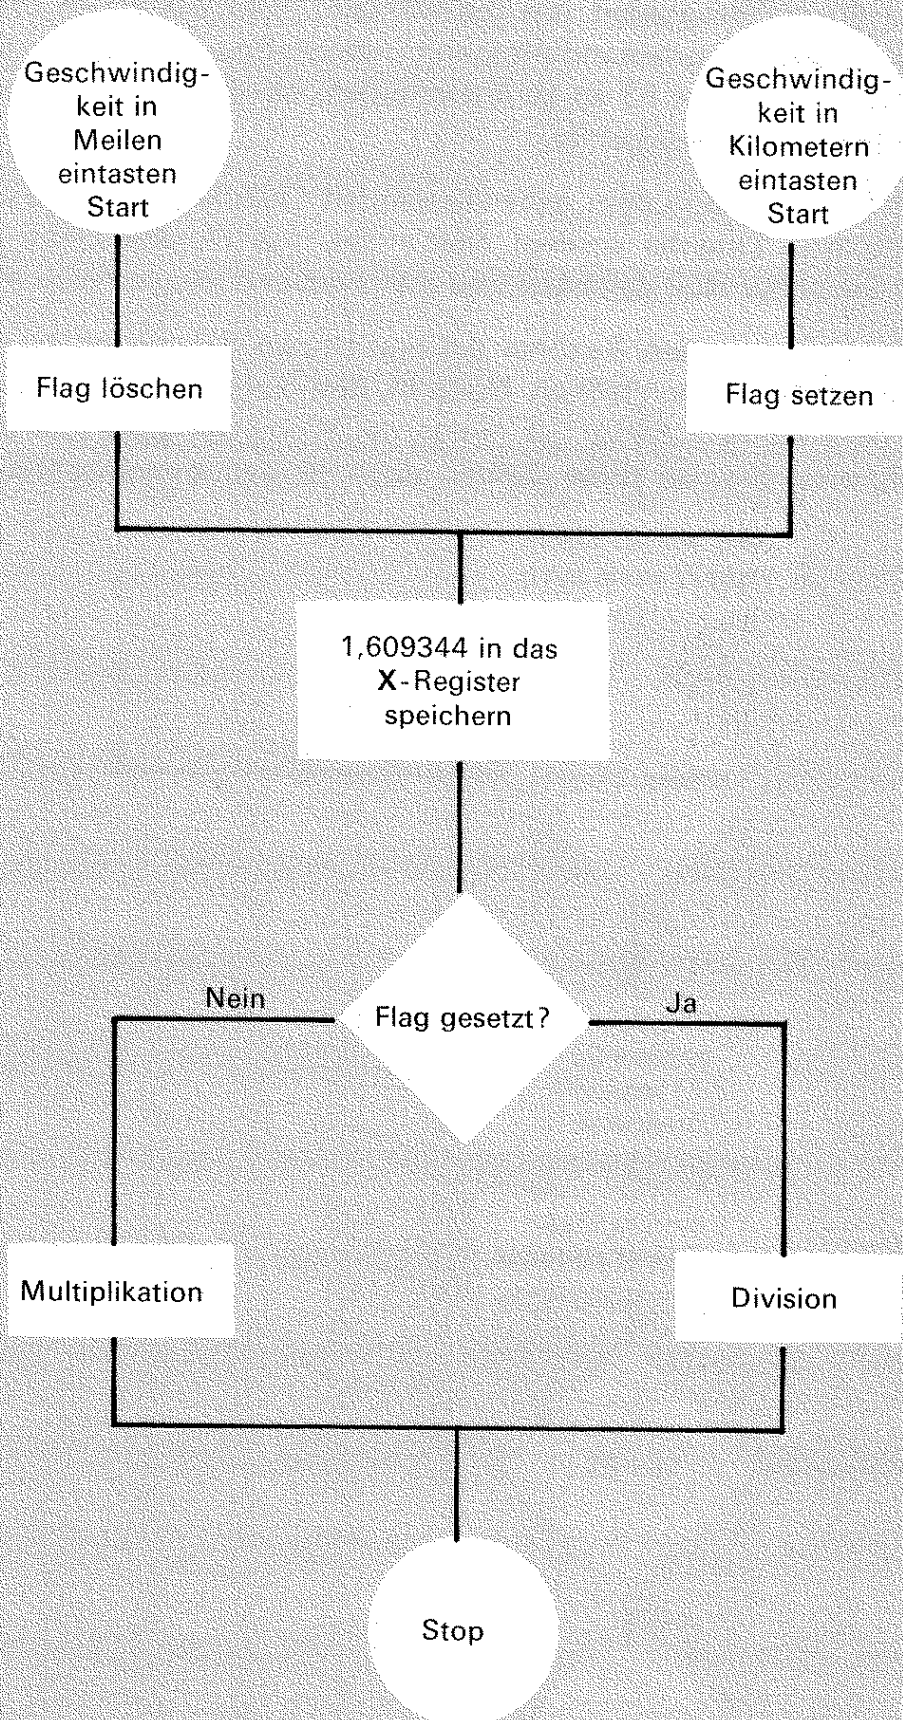 Geschwindig-
keit in
Meilen
eintasten
Start
Geschwindig-
keit in
Kilometern
eintasten
Start
Flag löschen
Flag setzen
1,609344 in das
X-Register
speichern
Flag gesetzt?
Nein
Ja
Multiplikation
Division
Stop